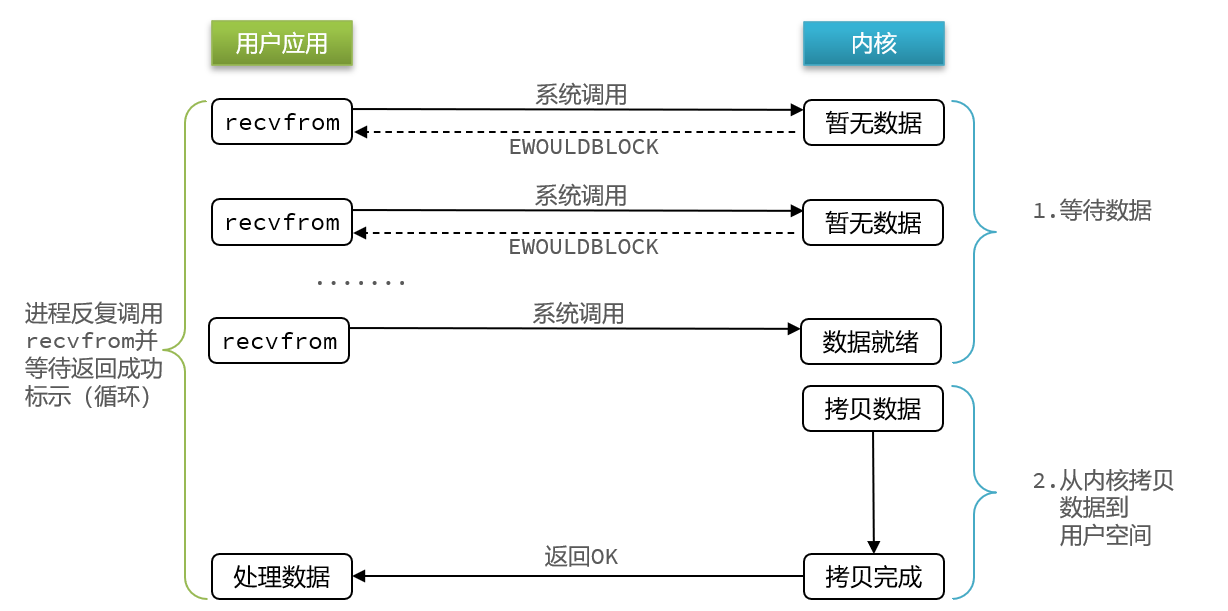 用户应用
内核
系统调用
recvfrom
暂无数据
EWOULDBLOCK
系统调用
1.等待数据
recvfrom
暂无数据
EWOULDBLOCK
.......
进程反复调用
recvfrom并
等待返回成功
标示（循环）
系统调用
recvfrom
数据就绪
拷贝数据
2.从内核拷贝
数据到
用户空间
返回OK
处理数据
拷贝完成